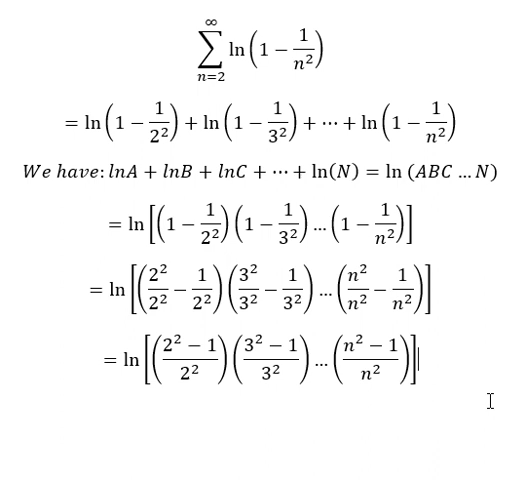 ∞
∑ ln(1 − 1/n²)
n=2
= ln(1 − 1/2²) + ln(1 − 1/3²) + ⋯ + ln(1 − 1/n²)
We have: lnA + lnB + lnC + ⋯ + ln(N) = ln (ABC … N)
= ln[(1 − 1/2²)(1 − 1/3²)…(1 − 1/n²)]
= ln[(2²/2² − 1/2²)(3²/3² − 1/3²)…(n²/n² − 1/n²)]
= ln[((2² − 1)/2²)((3² − 1)/3²)…((n² − 1)/n²)]